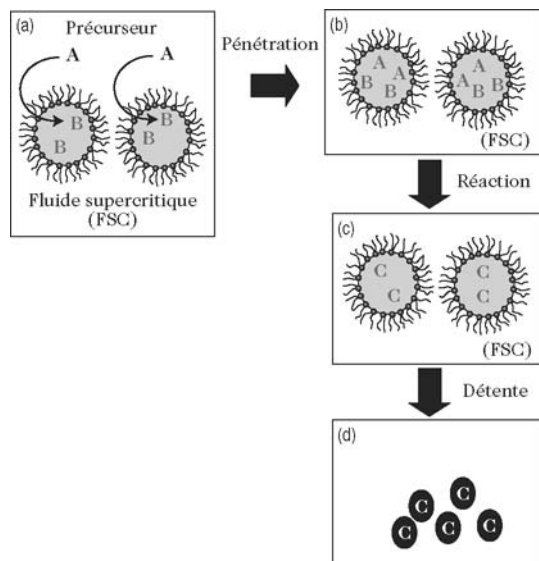 (a)
Précurseur
A A
B B
B B
Fluide supercritique
(FSC)
Pénétration
(b)
A A
B A A B B
B B
(FSC)
Réaction
(c)
C C
C C
(FSC)
Détente
(d)
C
C
C C C